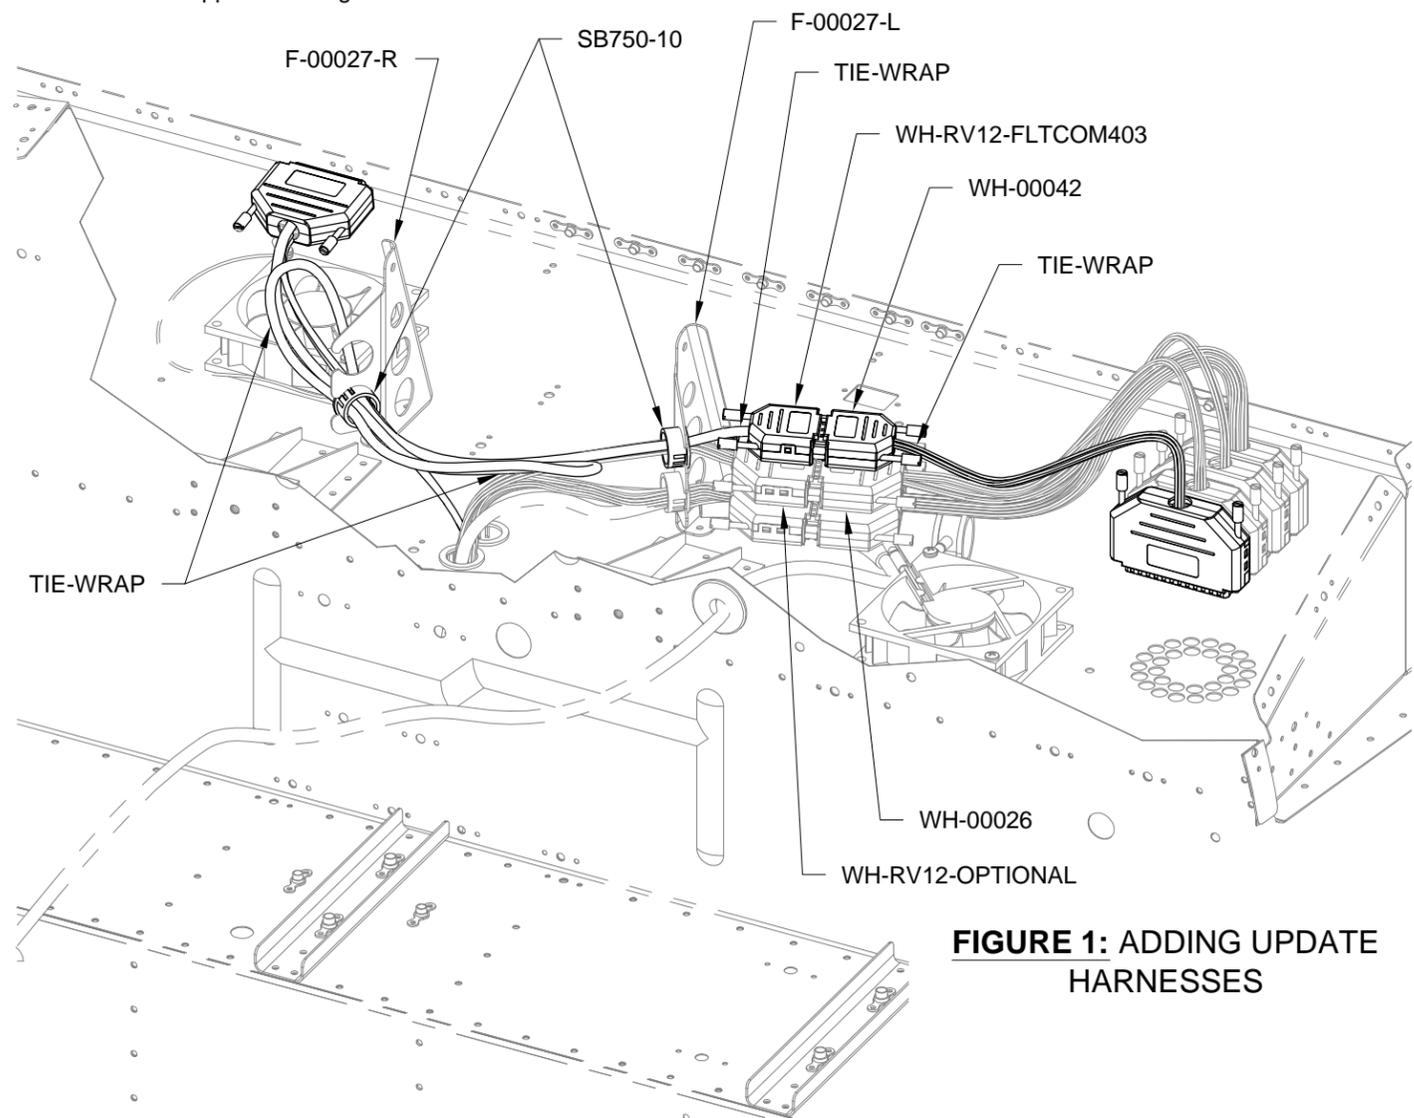 F-00027-L
SB750-10
F-00027-R
TIE-WRAP
WH-RV12-FLTCOM403
WH-00042
TIE-WRAP
TIE-WRAP
WH-00026
WH-RV12-OPTIONAL
FIGURE 1: ADDING UPDATE
HARNESSES